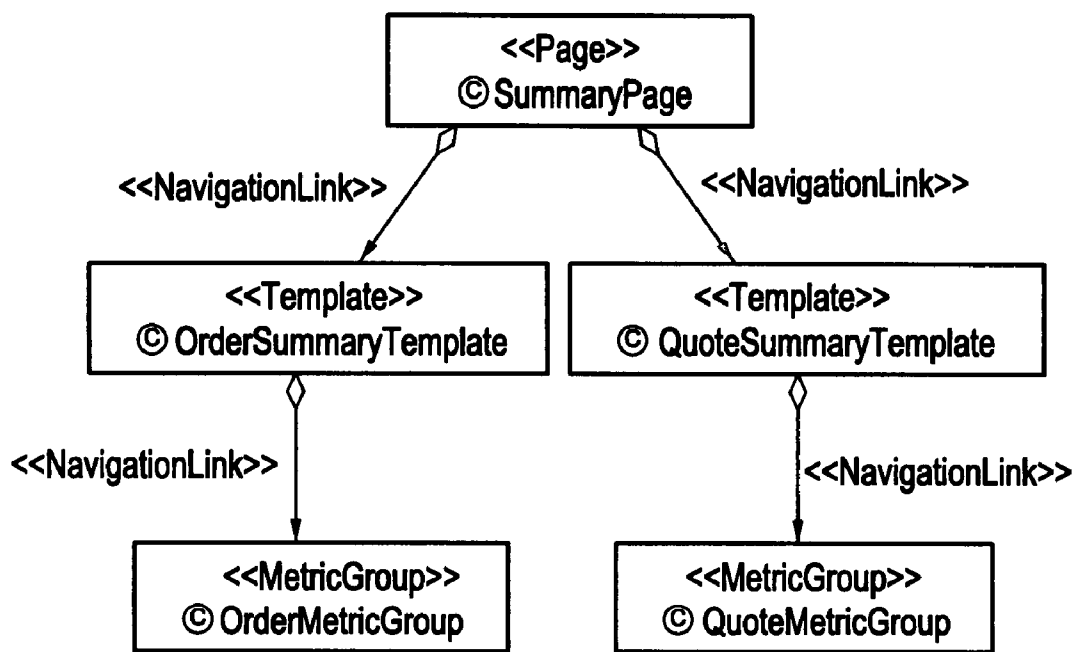 <<Page>>
© SummaryPage
<<NavigationLink>>
<<NavigationLink>>
<<Template>>
© OrderSummaryTemplate
<<Template>>
© QuoteSummaryTemplate
<<NavigationLink>>
<<NavigationLink>>
<<MetricGroup>>
© OrderMetricGroup
<<MetricGroup>>
© QuoteMetricGroup